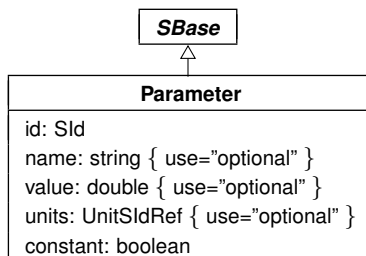 SBase
Parameter
id: SId
name: string { use=”optional” }
value: double { use=”optional” }
units: UnitSIdRef { use=”optional” }
constant: boolean